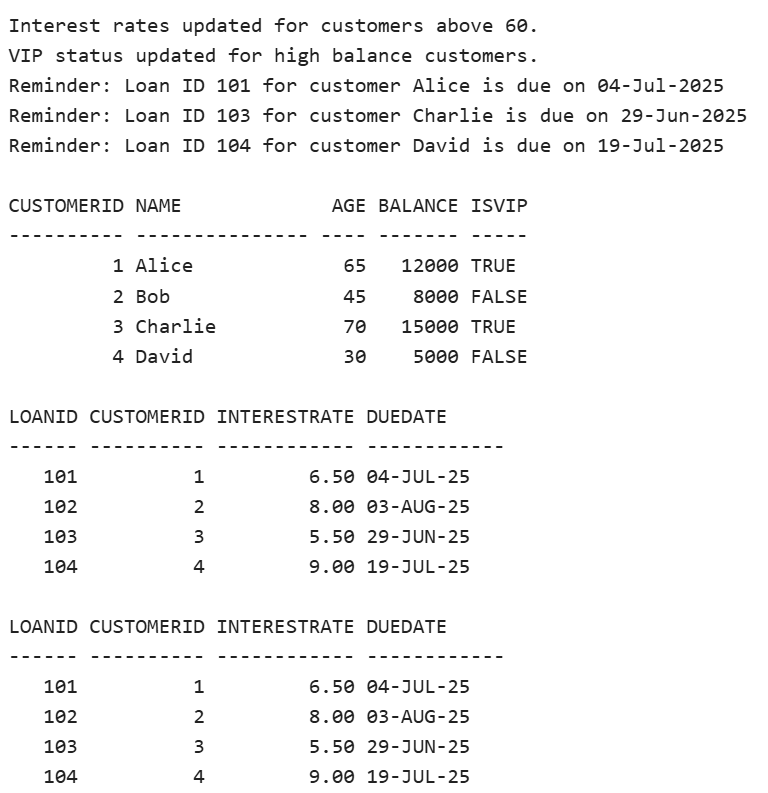 Interest rates updated for customers above 60.
VIP status updated for high balance customers.
Reminder: Loan ID 101 for customer Alice is due on 04-Jul-2025
Reminder: Loan ID 103 for customer Charlie is due on 29-Jun-2025
Reminder: Loan ID 104 for customer David is due on 19-Jul-2025

CUSTOMERID NAME             AGE BALANCE ISVIP
---------- --------------- ---- ------- -----
         1 Alice             65   12000 TRUE
         2 Bob               45    8000 FALSE
         3 Charlie           70   15000 TRUE
         4 David             30    5000 FALSE

LOANID CUSTOMERID INTERESTRATE DUEDATE
------ ---------- ------------ ------------
   101          1         6.50 04-JUL-25
   102          2         8.00 03-AUG-25
   103          3         5.50 29-JUN-25
   104          4         9.00 19-JUL-25

LOANID CUSTOMERID INTERESTRATE DUEDATE
------ ---------- ------------ ------------
   101          1         6.50 04-JUL-25
   102          2         8.00 03-AUG-25
   103          3         5.50 29-JUN-25
   104          4         9.00 19-JUL-25